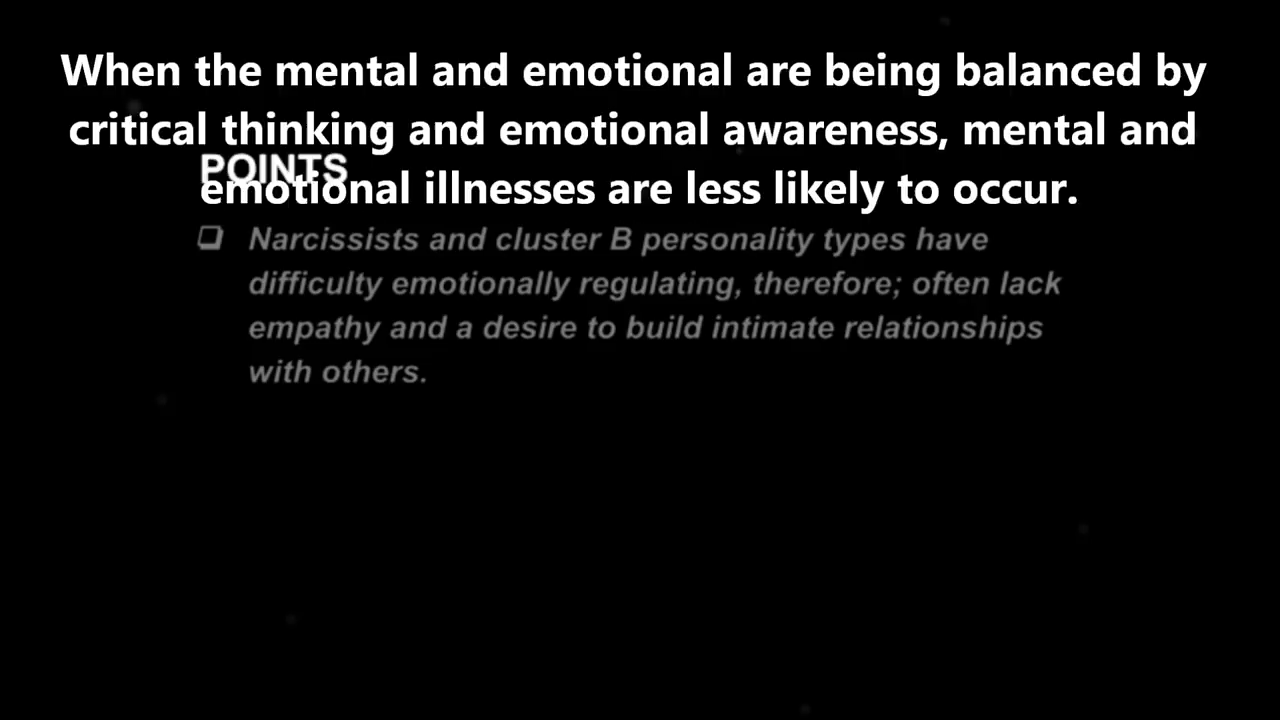 When the mental and emotional are being balanced by
critical thinking and emotional awareness, mental and
POINTS
emotional illnesses are less likely to occur.
❑ Narcissists and cluster B personality types have
difficulty emotionally regulating, therefore; often lack
empathy and a desire to build intimate relationships
with others.